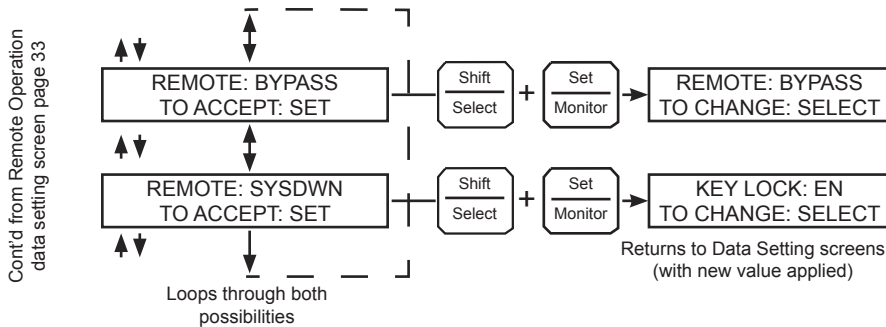 Cont'd from Remote Operation
data setting screen page 33
REMOTE: BYPASS
TO ACCEPT: SET
Shift
Select
+
Set
Monitor
REMOTE: BYPASS
TO CHANGE: SELECT
REMOTE: SYSDWN
TO ACCEPT: SET
Shift
Select
+
Set
Monitor
KEY LOCK: EN
TO CHANGE: SELECT
Loops through both
possibilities
Returns to Data Setting screens
(with new value applied)